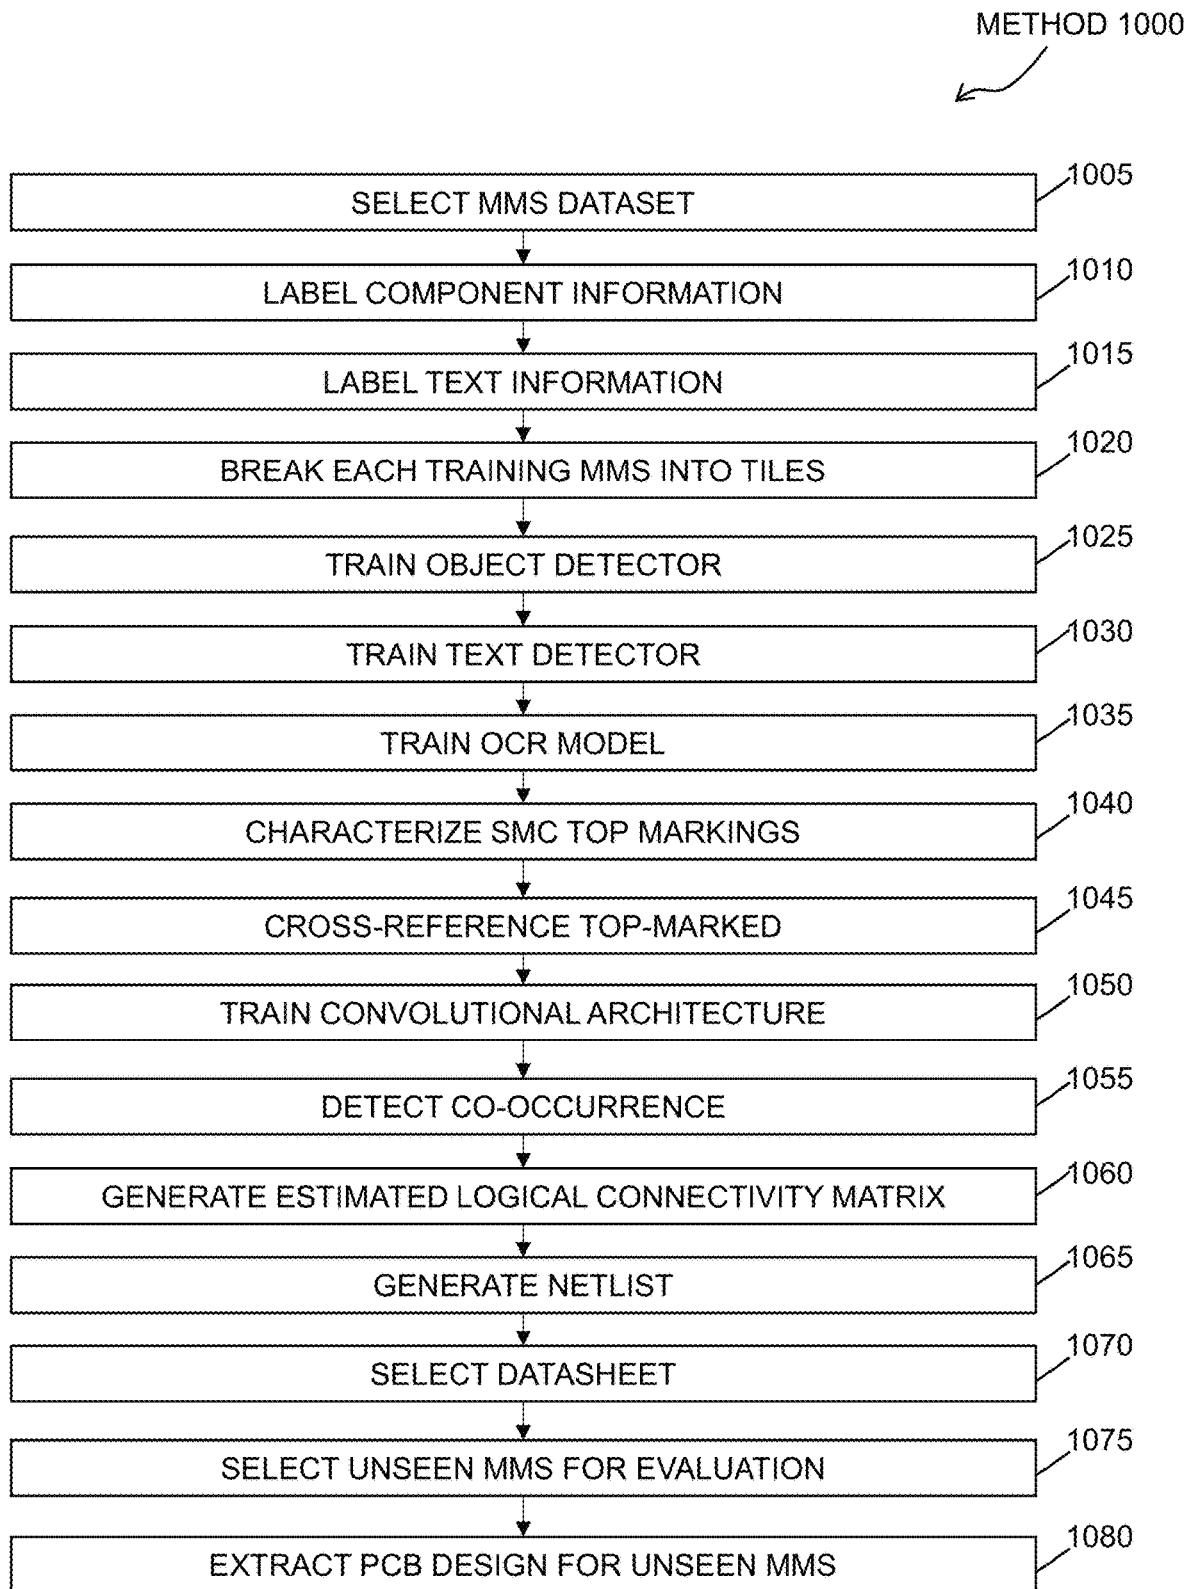 METHOD 1000
1005
SELECT MMS DATASET
1010
LABEL COMPONENT INFORMATION
1015
LABEL TEXT INFORMATION
1020
BREAK EACH TRAINING MMS INTO TILES
1025
TRAIN OBJECT DETECTOR
1030
TRAIN TEXT DETECTOR
1035
TRAIN OCR MODEL
1040
CHARACTERIZE SMC TOP MARKINGS
1045
CROSS-REFERENCE TOP-MARKED
1050
TRAIN CONVOLUTIONAL ARCHITECTURE
1055
DETECT CO-OCCURRENCE
1060
GENERATE ESTIMATED LOGICAL CONNECTIVITY MATRIX
1065
GENERATE NETLIST
1070
SELECT DATASHEET
1075
SELECT UNSEEN MMS FOR EVALUATION
1080
EXTRACT PCB DESIGN FOR UNSEEN MMS